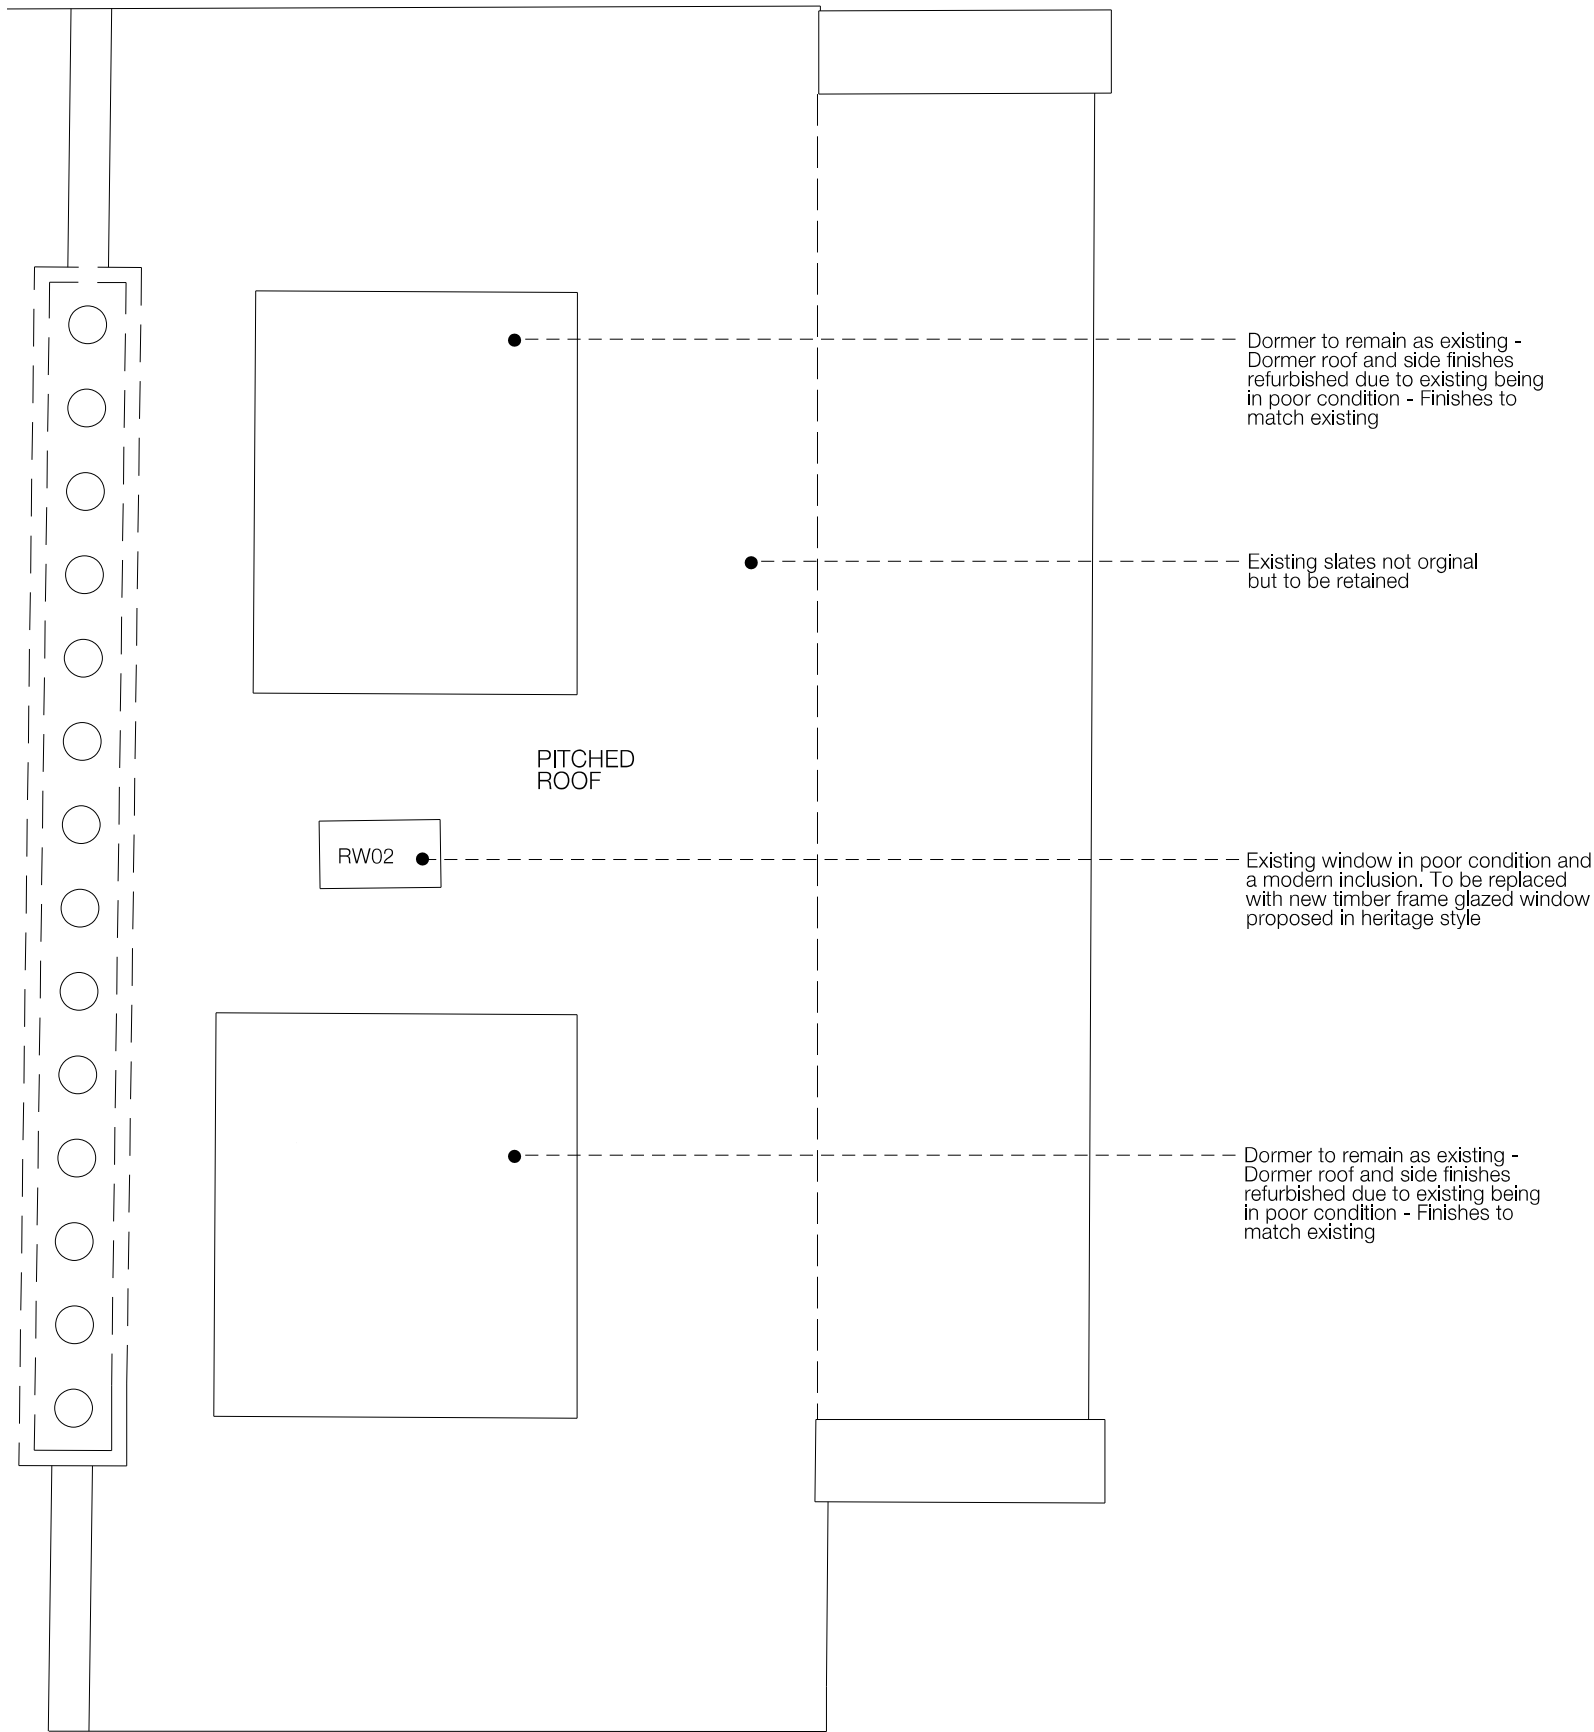 Dormer to remain as existing -
Dormer roof and side finishes
refurbished due to existing being
in poor condition - Finishes to
match existing
Existing slates not orginal
but to be retained
PITCHED
ROOF
RW02
Existing window in poor condition and
a modern inclusion. To be replaced
with new timber frame glazed window
proposed in heritage style
Dormer to remain as existing -
Dormer roof and side finishes
refurbished due to existing being
in poor condition - Finishes to
match existing